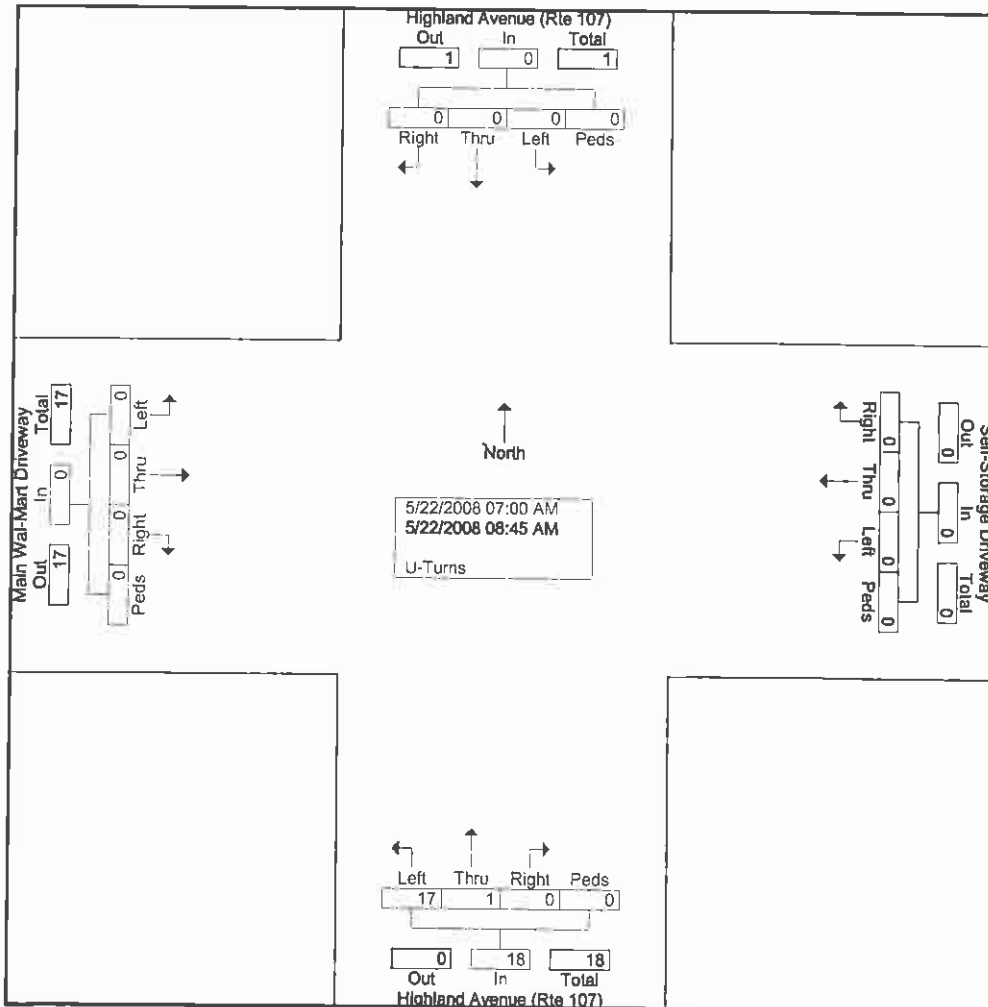 Highland Avenue (Rte 107)
Out In Total
1 0 1
0 0 0 0
Right Thru Left Peds
Main Wal-Mart Driveway
Out In Total
17 0 17
0 0 0 0
Left Thru Right Peds
North
5/22/2008 07:00 AM
5/22/2008 08:45 AM
U-Turns
Right Thru Left Peds
0 0 0 0
Out In Total
0 0 0
Self-Storage Driveway
Left Thru Right Peds
17 1 0 0
0 18 18
Out In Total
Highland Avenue (Rte 107)